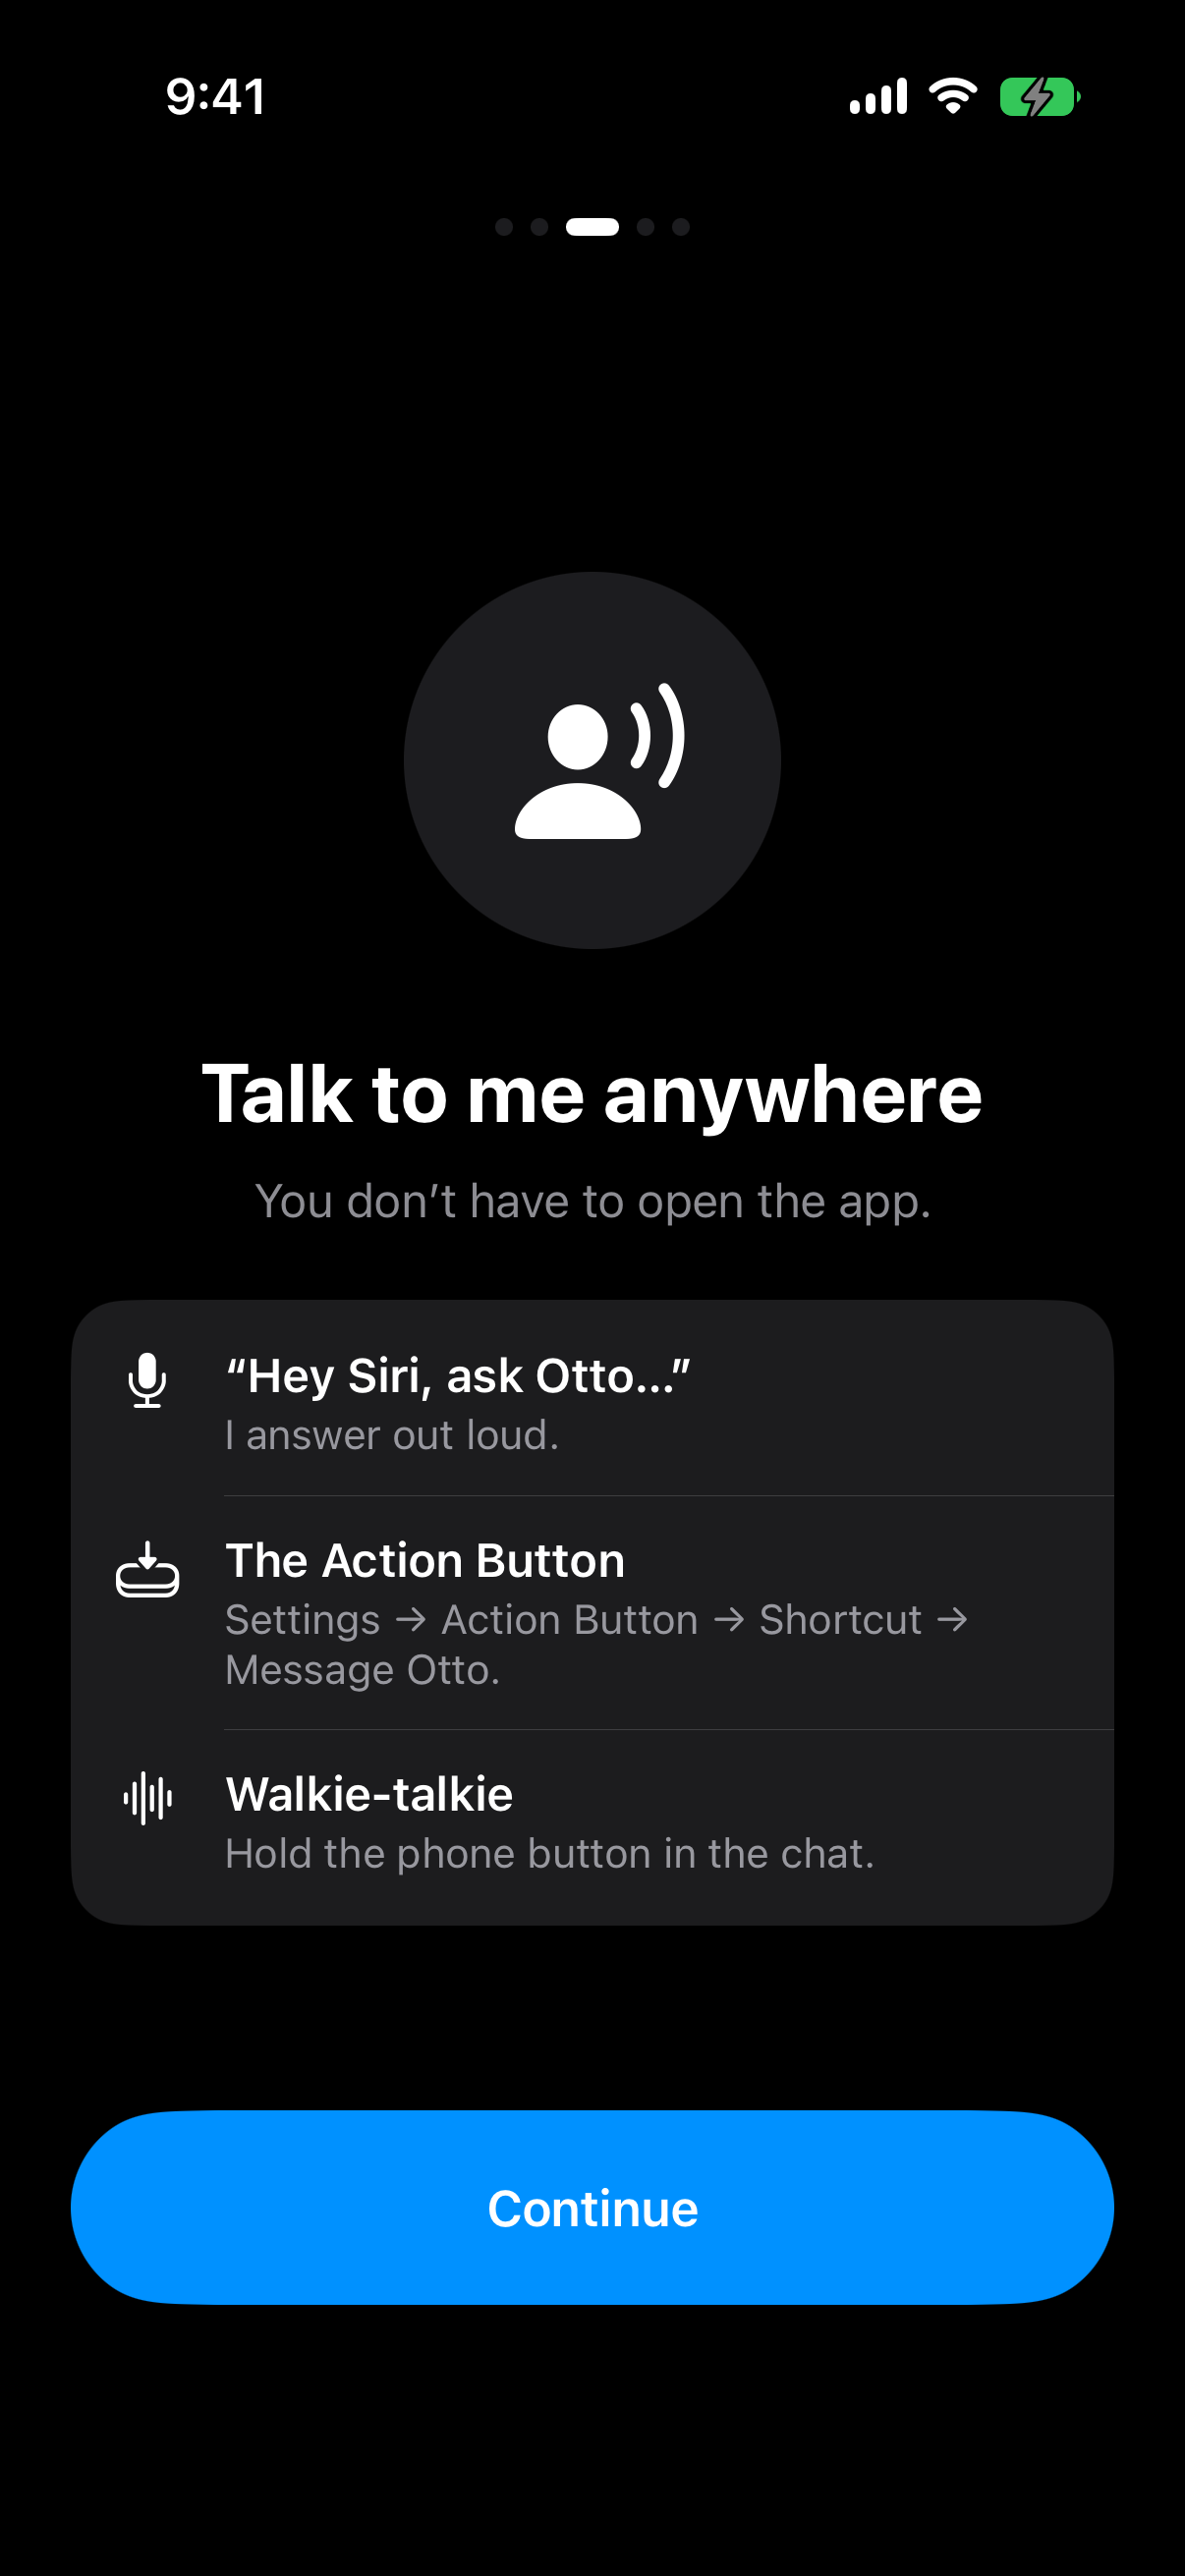 9:41
Talk to me anywhere
You don’t have to open the app.
“Hey Siri, ask Otto…”
I answer out loud.
The Action Button
Settings → Action Button → Shortcut →
Message Otto.
Walkie-talkie
Hold the phone button in the chat.
Continue